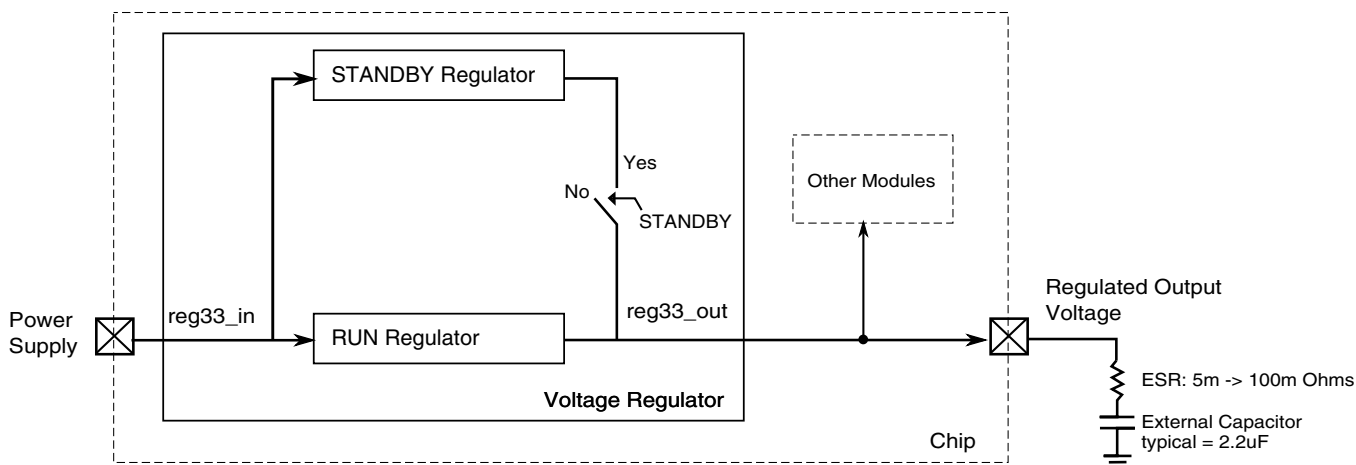 STANDBY Regulator
Yes
No
STANDBY
Other Modules
Power
Supply
reg33_in
RUN Regulator
reg33_out
Regulated Output
Voltage
Voltage Regulator
Chip
ESR: 5m -> 100m Ohms
External Capacitor
typical = 2.2uF